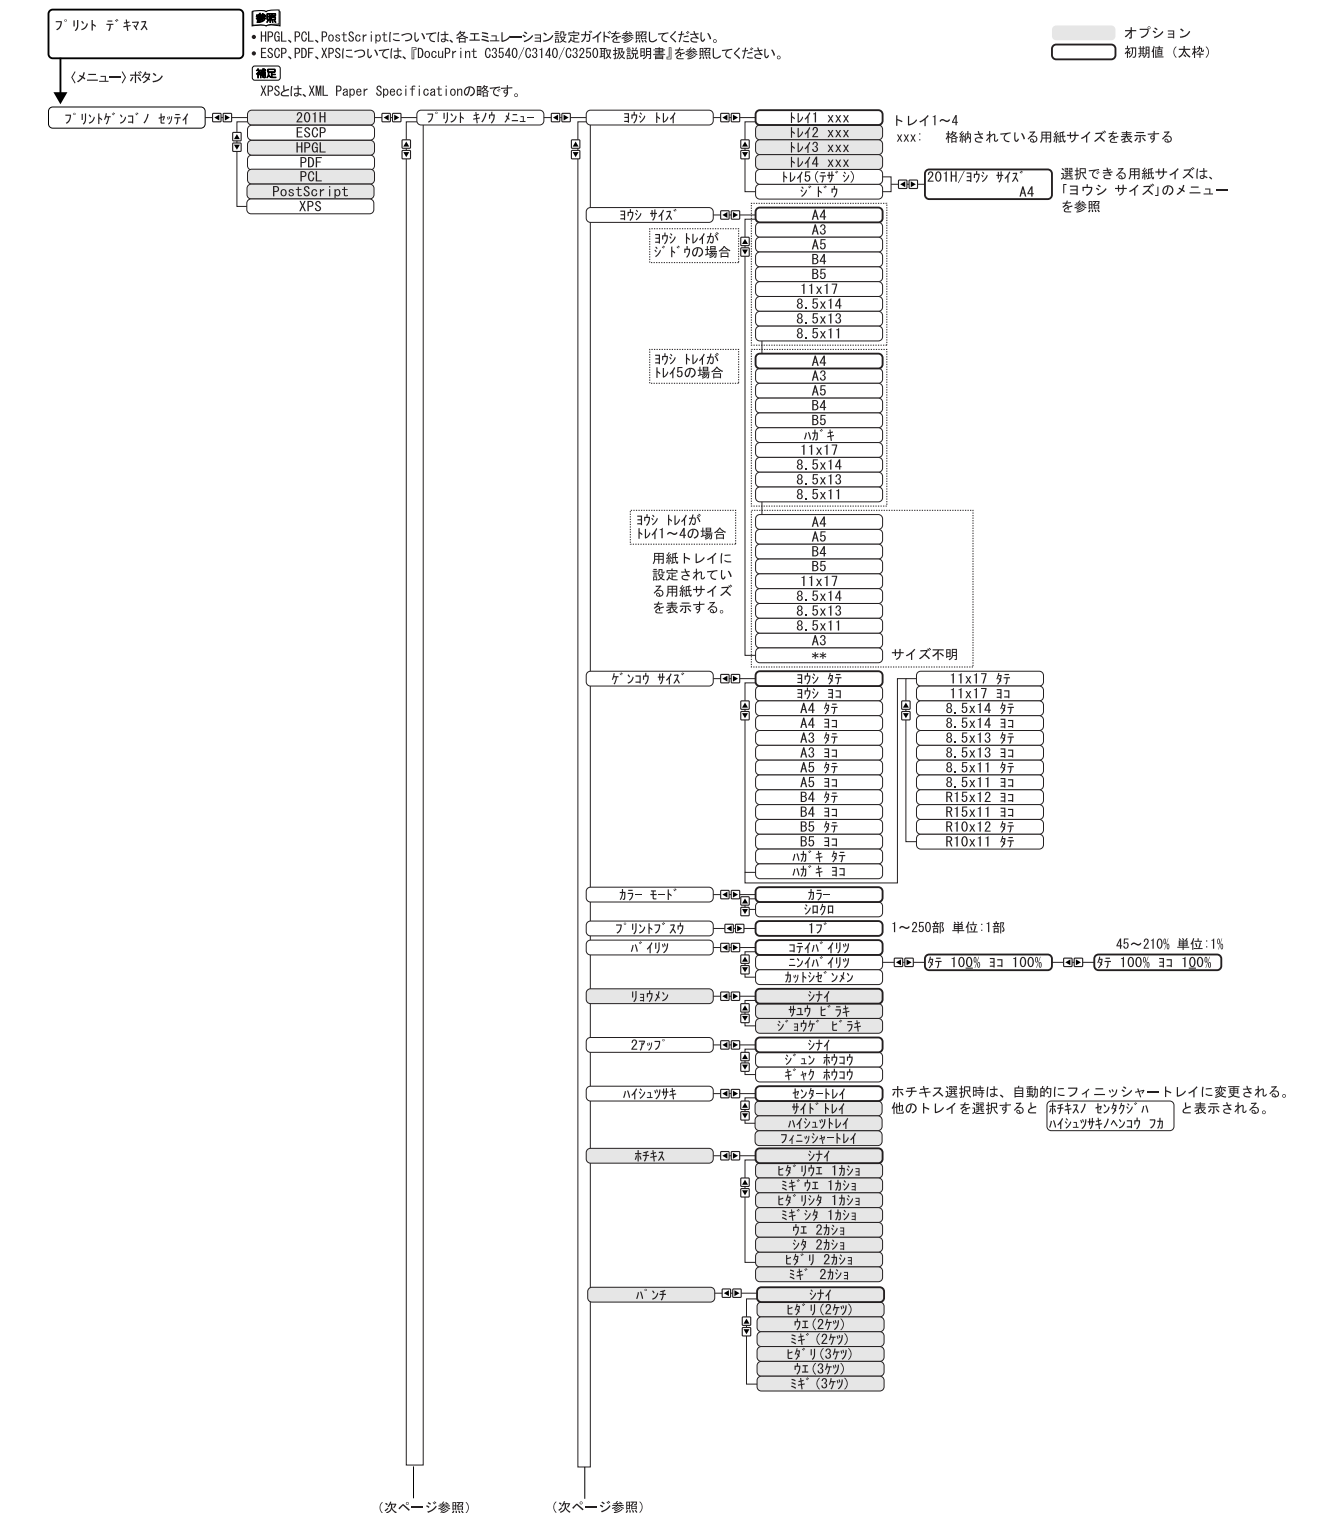 ﾌﾟﾘﾝﾄ ﾃﾞｷﾏｽ
参照
• HPGL、PCL、PostScriptについては、各エミュレーション設定ガイドを参照してください。
• ESCP、PDF、XPSについては、『DocuPrint C3540/C3140/C3250取扱説明書』を参照してください。
補足
XPSとは、XML Paper Specificationの略です。
オプション
初期値（太枠）
〈メニュー〉ボタン
ﾌﾟﾘﾝﾄｹﾞﾝｺﾞﾉ ｾｯﾃｲ
201H
ESCP
HPGL
PDF
PCL
PostScript
XPS
ﾌﾟﾘﾝﾄ ｷﾉｳ ﾒﾆｭｰ
ﾖｳｼ ﾄﾚｲ
ﾄﾚｲ1 xxx
ﾄﾚｲ2 xxx
ﾄﾚｲ3 xxx
ﾄﾚｲ4 xxx
ﾄﾚｲ5(ﾃｻﾞｼ)
ｼﾞﾄﾞｳ
トレイ1～4
xxx: 格納されている用紙サイズを表示する
201H/ﾖｳｼ ｻｲｽﾞ
A4
選択できる用紙サイズは、
「ﾖｳｼ ｻｲｽﾞ」のメニュー
を参照
ﾖｳｼ ｻｲｽﾞ
ﾖｳｼ ﾄﾚｲが
ｼﾞﾄﾞｳの場合
A4
A3
A5
B4
B5
11x17
8.5x14
8.5x13
8.5x11
ﾖｳｼ ﾄﾚｲが
ﾄﾚｲ5の場合
A4
A3
A5
B4
B5
ﾊｶﾞｷ
11x17
8.5x14
8.5x13
8.5x11
ﾖｳｼ ﾄﾚｲが
ﾄﾚｲ1～4の場合
用紙トレイに
設定されてい
る用紙サイズ
を表示する。
A4
A5
B4
B5
11x17
8.5x14
8.5x13
8.5x11
A3
**
サイズ不明
ｹﾞﾝｺｳ ｻｲｽﾞ
ﾖｳｼ ﾀﾃ
ﾖｳｼ ﾖｺ
A4 ﾀﾃ
A4 ﾖｺ
A3 ﾀﾃ
A3 ﾖｺ
A5 ﾀﾃ
A5 ﾖｺ
B4 ﾀﾃ
B4 ﾖｺ
B5 ﾀﾃ
B5 ﾖｺ
ﾊｶﾞｷ ﾀﾃ
ﾊｶﾞｷ ﾖｺ
11x17 ﾀﾃ
11x17 ﾖｺ
8.5x14 ﾀﾃ
8.5x14 ﾖｺ
8.5x13 ﾀﾃ
8.5x13 ﾖｺ
8.5x11 ﾀﾃ
8.5x11 ﾖｺ
R15x12 ﾖｺ
R15x11 ﾖｺ
R10x12 ﾀﾃ
R10x11 ﾀﾃ
ｶﾗｰ ﾓｰﾄﾞ
ｶﾗｰ
ｼﾛｸﾛ
ﾌﾟﾘﾝﾄﾌﾞｽｳ
1ﾌﾞ
1～250部 単位:1部
ﾊﾞｲﾘﾂ
ｺﾃｲﾊﾞｲﾘﾂ
ﾆﾝｲﾊﾞｲﾘﾂ
ｶｯﾄｼｾﾞﾝﾒﾝ
45～210% 単位:1%
ﾀﾃ 100% ﾖｺ 100%
ﾀﾃ 100% ﾖｺ 100%
ﾘｮｳﾒﾝ
ｼﾅｲ
ｻﾕｳ ﾋﾞﾗｷ
ｼﾞｮｳｹﾞ ﾋﾞﾗｷ
2ｱｯﾌﾟ
ｼﾅｲ
ｼﾞｭﾝ ﾎｳｺｳ
ｷﾞｬｸ ﾎｳｺｳ
ﾊｲｼｭﾂｻｷ
ｾﾝﾀｰﾄﾚｲ
ｻｲﾄﾞﾄﾚｲ
ﾊｲｼｭﾂﾄﾚｲ
ﾌｨﾆｯｼｬｰﾄﾚｲ
ホチキス選択時は、自動的にフィニッシャートレイに変更される。
他のトレイを選択すると ﾎﾁｷｽﾉ ｾﾝﾀｸｼﾞﾊ と表示される。
ﾊｲｼｭﾂｻｷﾉﾍﾝｺｳ ﾌｶ
ﾎﾁｷｽ
ｼﾅｲ
ﾋﾀﾞﾘｳｴ 1ｶｼｮ
ﾐｷﾞｳｴ 1ｶｼｮ
ﾋﾀﾞﾘｼﾀ 1ｶｼｮ
ﾐｷﾞｼﾀ 1ｶｼｮ
ｳｴ 2ｶｼｮ
ｼﾀ 2ｶｼｮ
ﾋﾀﾞﾘ 2ｶｼｮ
ﾐｷﾞ 2ｶｼｮ
ﾊﾟﾝﾁ
ｼﾅｲ
ﾋﾀﾞﾘ(2ｹﾂ)
ｳｴ(2ｹﾂ)
ﾐｷﾞ(2ｹﾂ)
ﾋﾀﾞﾘ(3ｹﾂ)
ｳｴ(3ｹﾂ)
ﾐｷﾞ(3ｹﾂ)
（次ページ参照）
（次ページ参照）